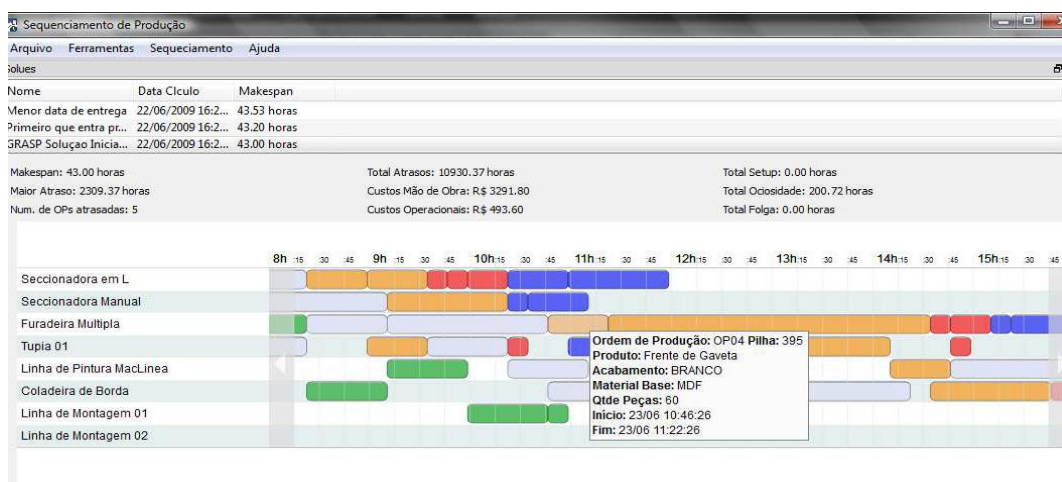 Sequenciamento de Produção
Arquivo Ferramentas Sequeciamento Ajuda
Solues
Nome Data Clculo Makespan
Menor data de entrega 22/06/2009 16:2... 43.53 horas
Primeiro que entra pr... 22/06/2009 16:2... 43.20 horas
GRASP Soluçao Inicia... 22/06/2009 16:2... 43.00 horas
Makespan: 43.00 horas Total Atrasos: 10930.37 horas Total Setup: 0.00 horas
Maior Atraso: 2309.37 horas Custos Mão de Obra: R$ 3291.80 Total Ociosidade: 200.72 horas
Num. de OPs atrasadas: 5 Custos Operacionais: R$ 493.60 Total Folga: 0.00 horas
8h :15 :30 :45 9h :15 :30 :45 10h :15 :30 :45 11h :15 :30 :45 12h :15 :30 :45 13h :15 :30 :45 14h :15 :30 :45 15h :15 :30 :45
Seccionadora em L
Seccionadora Manual
Furadeira Multipla
Tupia 01
Linha de Pintura MacLinea
Coladeira de Borda
Linha de Montagem 01
Linha de Montagem 02
Ordem de Produção: OP04 Pilha: 395
Produto: Frente de Gaveta
Acabamento: BRANCO
Material Base: MDF
Qtde Peças: 60
Início: 23/06 10:46:26
Fim: 23/06 11:22:26